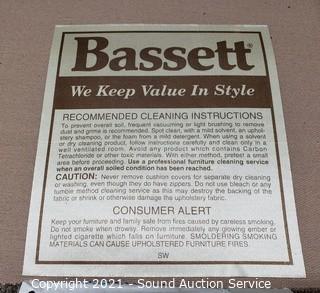 Bassett®
We Keep Value In Style
RECOMMENDED CLEANING INSTRUCTIONS
To prevent overall soil, frequent vacuuming or light brushing to remove
dust and grime is recommended. Spot clean, with a mild solvent, an uphol-
stery shampoo, or the foam from a mild detergent. When using a solvent
or dry cleaning product, follow instructions carefully and clean only in a
well ventilated room. Avoid any product which contains Carbon
Tetrachloride or other toxic materials. With either method, pretest a small
area before proceeding. Use a professional furniture cleaning service
when an overall soiled condition has been reached.
CAUTION: Never remove cushion covers for separate dry cleaning
or washing, even though they do have zippers. Do not use bleach or any
tumble method cleaning service as this may destroy the backing of the
fabric or shrink or otherwise damage the upholstery fabric.
CONSUMER ALERT
Keep your furniture and family safe from fires caused by careless smoking.
Do not smoke when drowsy. Remove immediately any glowing ember or
lighted cigarette which falls on furniture. SMOLDERING SMOKING
MATERIALS CAN CAUSE UPHOLSTERED FURNITURE FIRES.
SW
Copyright 2021 - Sound Auction Service